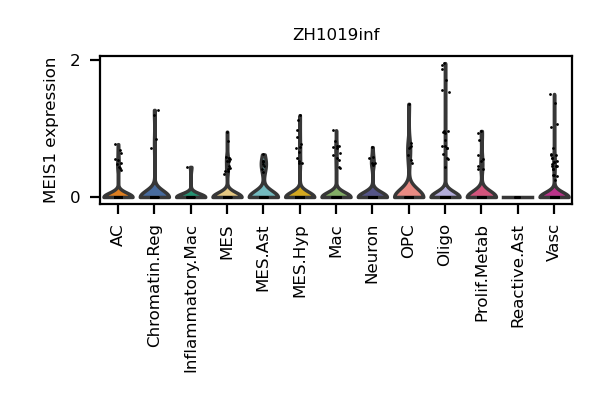 ZH1019inf
MEIS1 expression
2
0
AC
Chromatin.Reg
Inflammatory.Mac
MES
MES.Ast
MES.Hyp
Mac
Neuron
OPC
Oligo
Prolif.Metab
Reactive.Ast
Vasc